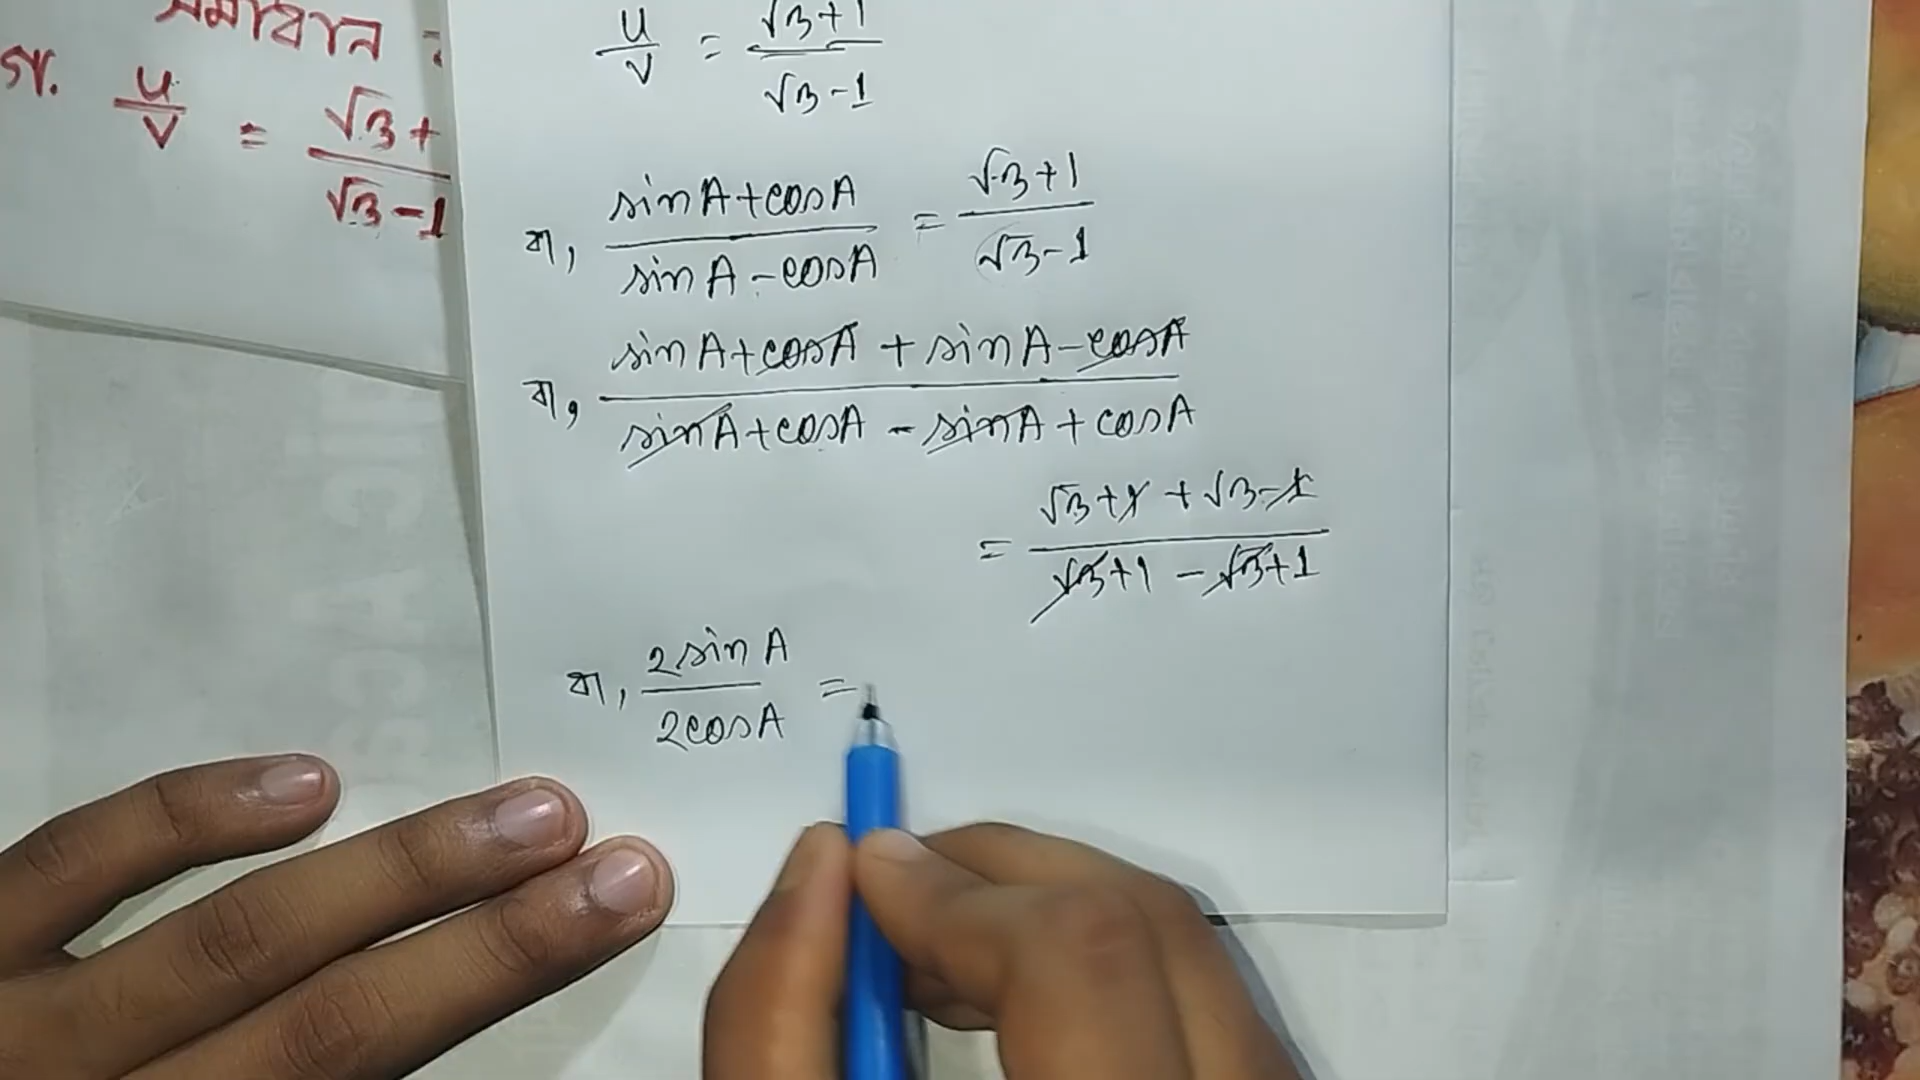 সমাধান
গ. u/v = √3+ / √3-1
u/v = √3+1 / √3-1
বা, sinA+cosA / sinA-cosA = √3+1 / √3-1
বা, sinA+cosA + sinA-cosA / sinA+cosA - sinA+cosA
= √3+1 + √3-1 / √3+1 - √3+1
বা, 2sinA / 2cosA =